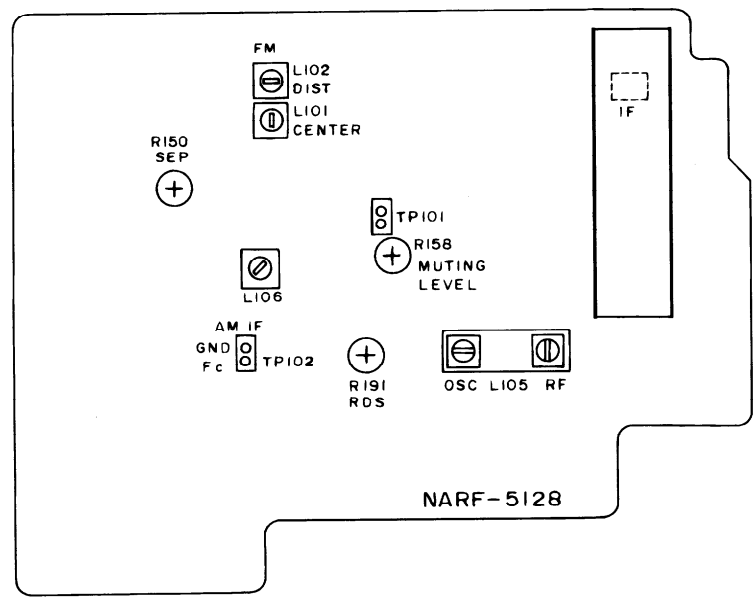 FM
L102
DIST
L101
CENTER
IF
R150
SEP
TP101
R158
MUTING
LEVEL
L106
AM IF
GND
Fc
TP102
R191
RDS
OSC L105 RF
NARF-5128